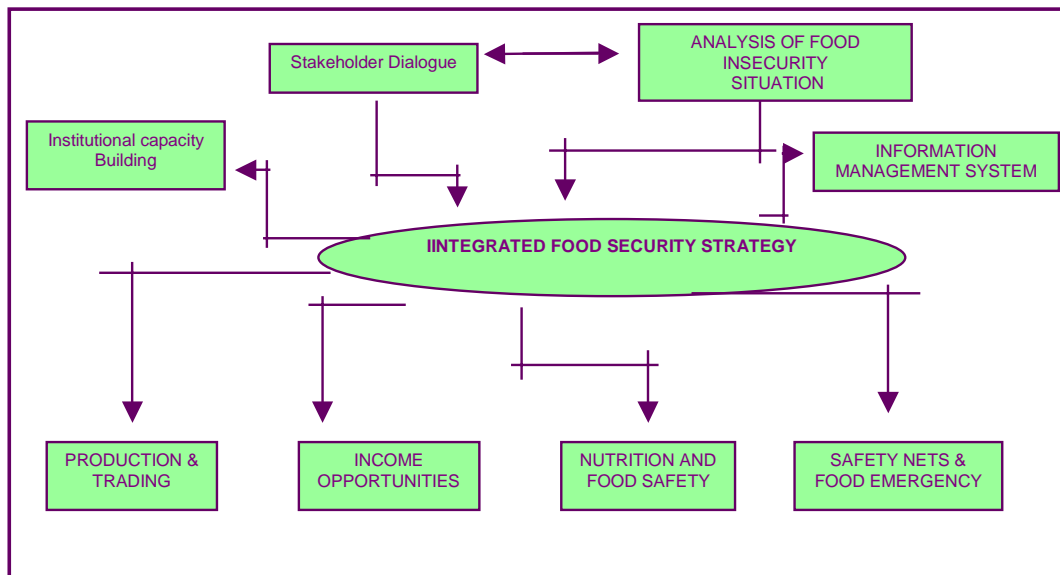 Stakeholder Dialogue
ANALYSIS OF FOOD
INSECURITY
SITUATION
Institutional capacity
Building
INFORMATION
MANAGEMENT SYSTEM
IINTEGRATED FOOD SECURITY STRATEGY
PRODUCTION &
TRADING
INCOME
OPPORTUNITIES
NUTRITION AND
FOOD SAFETY
SAFETY NETS &
FOOD EMERGENCY